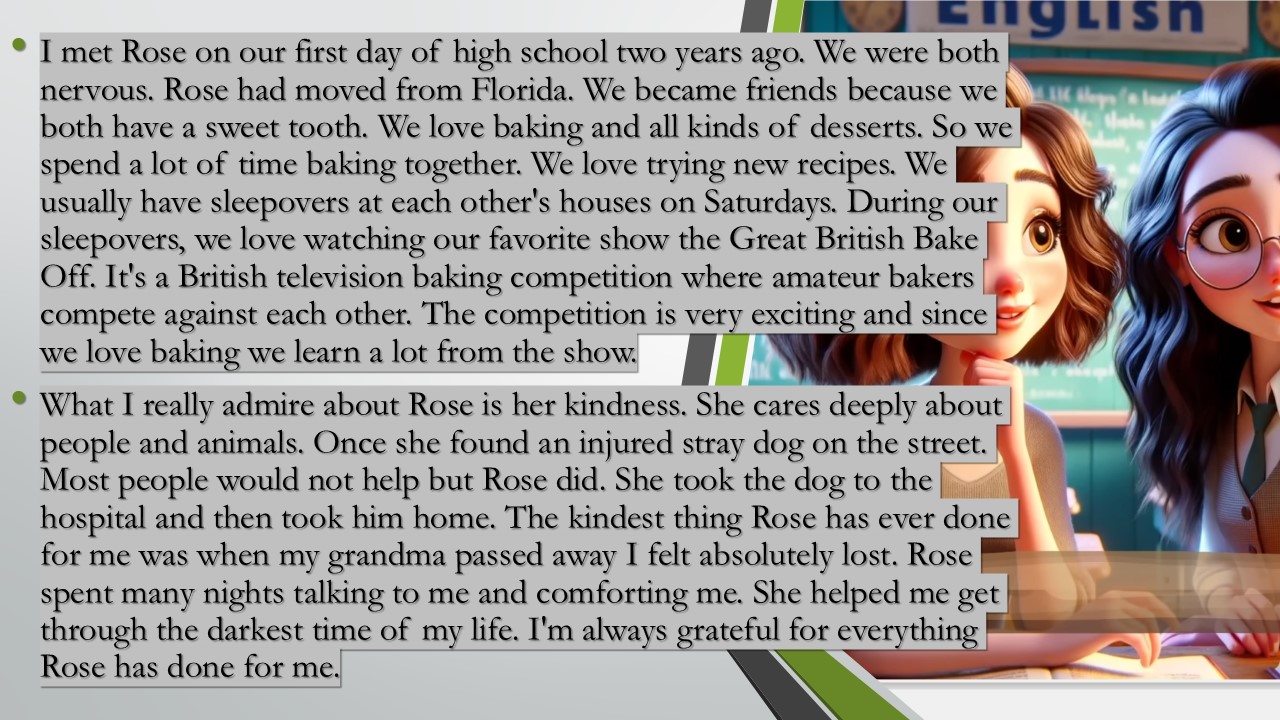 English
I met Rose on our first day of high school two years ago. We were both
nervous. Rose had moved from Florida. We became friends because we
both have a sweet tooth. We love baking and all kinds of desserts. So we
spend a lot of time baking together. We love trying new recipes. We
usually have sleepovers at each other's houses on Saturdays. During our
sleepovers, we love watching our favorite show the Great British Bake
Off. It's a British television baking competition where amateur bakers
compete against each other. The competition is very exciting and since
we love baking we learn a lot from the show.
What I really admire about Rose is her kindness. She cares deeply about
people and animals. Once she found an injured stray dog on the street.
Most people would not help but Rose did. She took the dog to the
hospital and then took him home. The kindest thing Rose has ever done
for me was when my grandma passed away I felt absolutely lost. Rose
spent many nights talking to me and comforting me. She helped me get
through the darkest time of my life. I'm always grateful for everything
Rose has done for me.